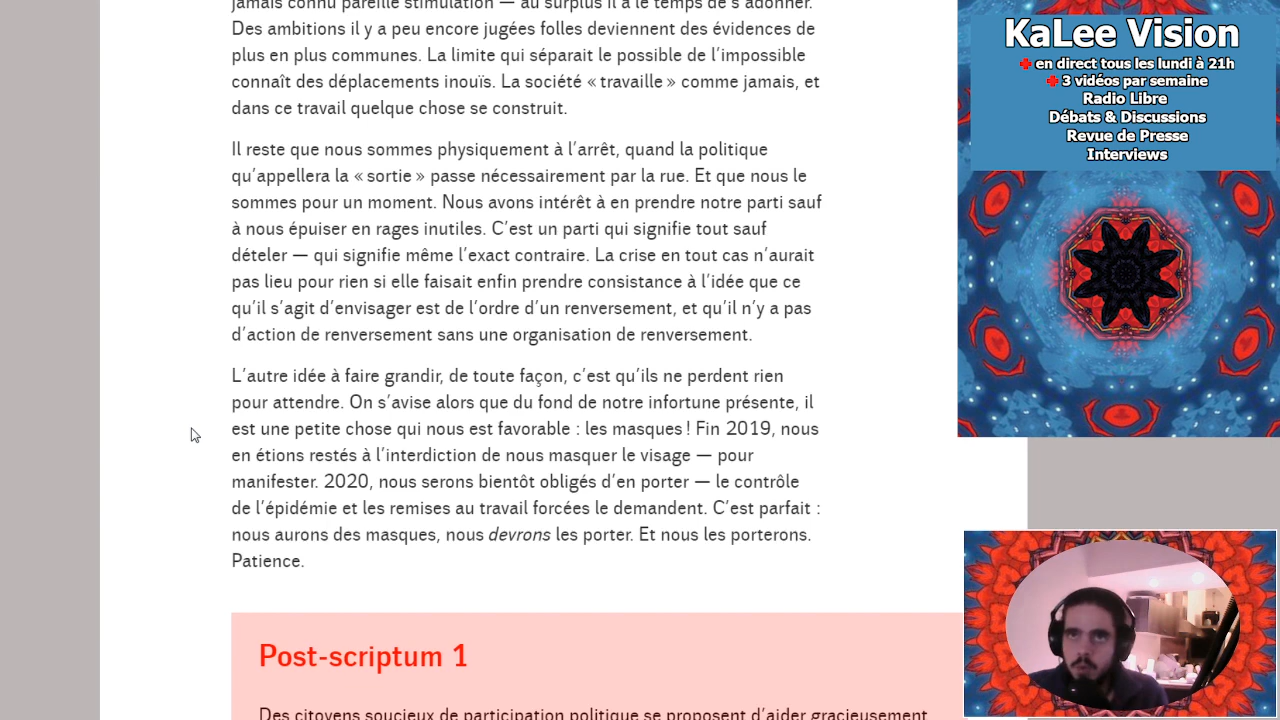 jamais connu pareille stimulation — au surplus il a le temps de s'adonner.
Des ambitions il y a peu encore jugées folles deviennent des évidences de
plus en plus communes. La limite qui séparait le possible de l'impossible
connaît des déplacements inouïs. La société « travaille » comme jamais, et
dans ce travail quelque chose se construit.
Il reste que nous sommes physiquement à l'arrêt, quand la politique
qu'appellera la « sortie » passe nécessairement par la rue. Et que nous le
sommes pour un moment. Nous avons intérêt à en prendre notre parti sauf
à nous épuiser en rages inutiles. C'est un parti qui signifie tout sauf
dételer — qui signifie même l'exact contraire. La crise en tout cas n'aurait
pas lieu pour rien si elle faisait enfin prendre consistance à l'idée que ce
qu'il s'agit d'envisager est de l'ordre d'un renversement, et qu'il n'y a pas
d'action de renversement sans une organisation de renversement.
L'autre idée à faire grandir, de toute façon, c'est qu'ils ne perdent rien
pour attendre. On s'avise alors que du fond de notre infortune présente, il
est une petite chose qui nous est favorable : les masques ! Fin 2019, nous
en étions restés à l'interdiction de nous masquer le visage — pour
manifester. 2020, nous serons bientôt obligés d'en porter — le contrôle
de l'épidémie et les remises au travail forcées le demandent. C'est parfait :
nous aurons des masques, nous devrons les porter. Et nous les porterons.
Patience.
Post-scriptum 1
Des citoyens soucieux de participation politique se proposent d'aider gracieusement
KaLee Vision
en direct tous les lundi à 21h
3 vidéos par semaine
Radio Libre
Débats & Discussions
Revue de Presse
Interviews